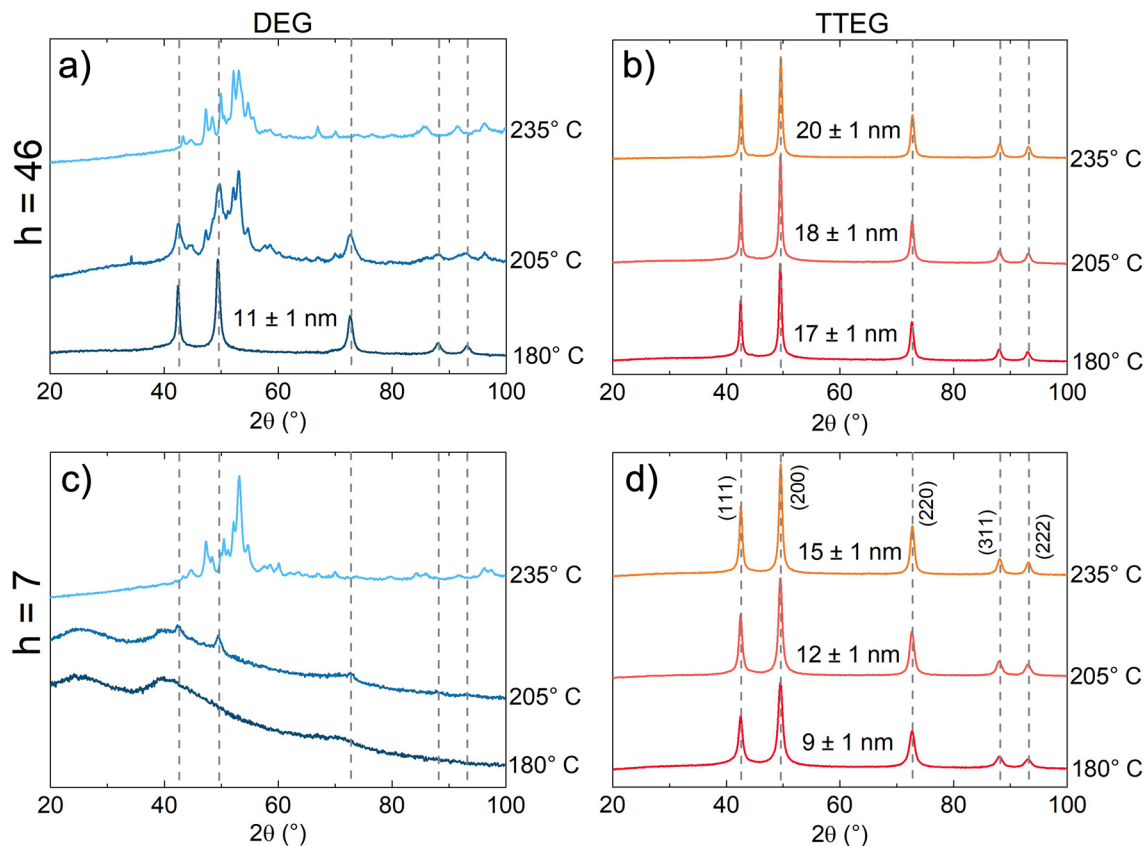 DEG
TTEG
h = 46
a)
235° C
205° C
11 ± 1 nm
180° C
20 40 60 80 100
2θ (°)
b)
20 ± 1 nm
235° C
18 ± 1 nm
205° C
17 ± 1 nm
180° C
20 40 60 80 100
2θ (°)
h = 7
c)
235° C
205° C
180° C
20 40 60 80 100
2θ (°)
d)
(111)
(200)
(220)
(311)
(222)
15 ± 1 nm
235° C
12 ± 1 nm
205° C
9 ± 1 nm
180° C
20 40 60 80 100
2θ (°)